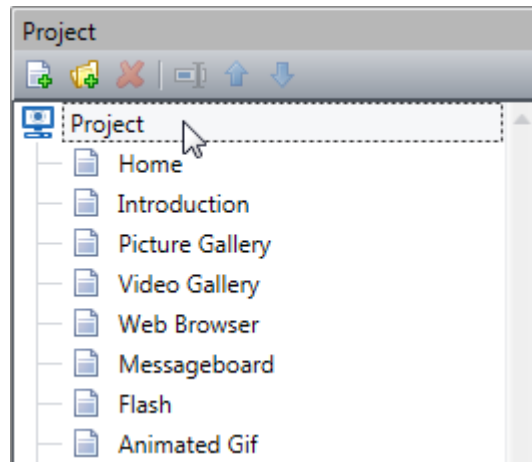 Project
Project
Home
Introduction
Picture Gallery
Video Gallery
Web Browser
Messageboard
Flash
Animated Gif